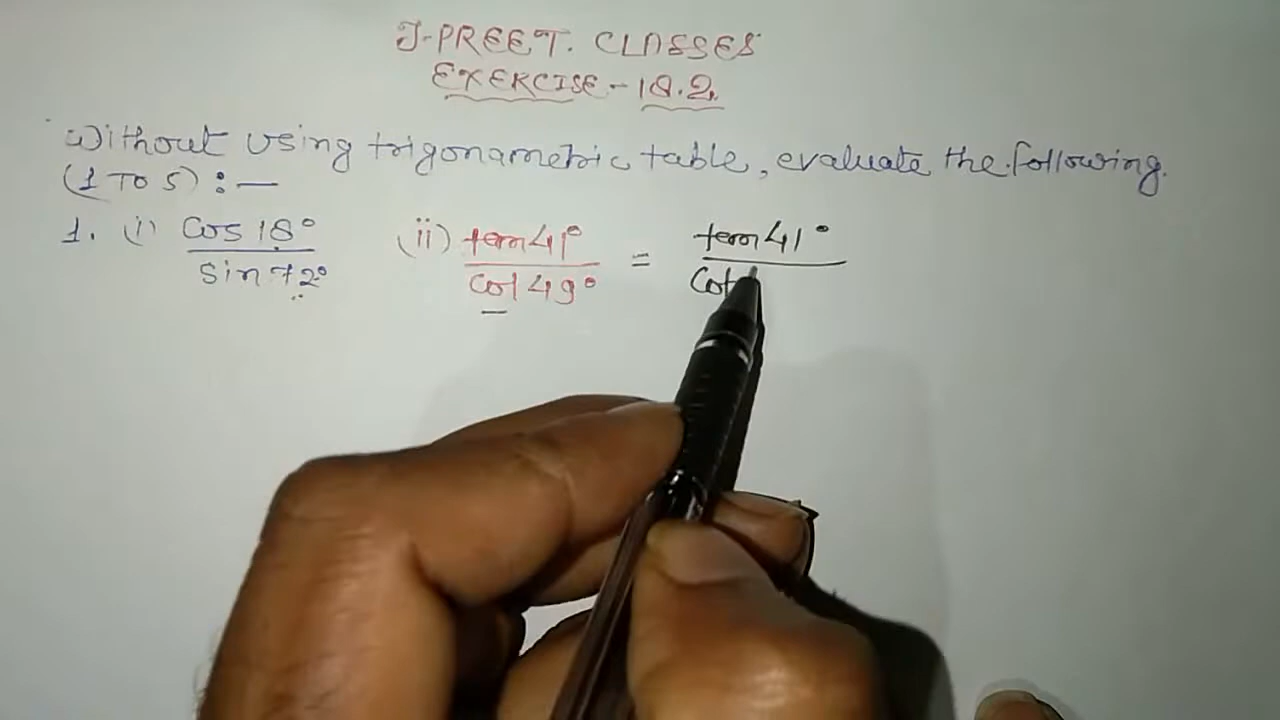 J-PREET. CLASSES
EXERCISE - 18.2.
Without using trigonametric table, evaluate the following.
(1 TO 5) : —
1. (i) Cos 18° / Sin 72° (ii) tan 41° / Cot 49° = tan 41° / Cot